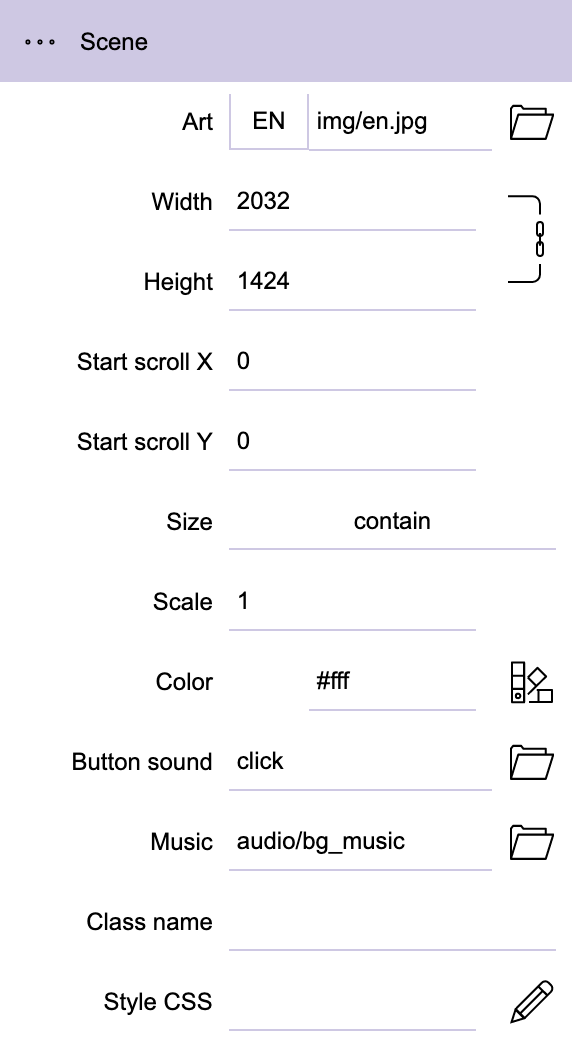 Scene
Art EN img/en.jpg
Width 2032
Height 1424
Start scroll X 0
Start scroll Y 0
Size contain
Scale 1
Color #fff
Button sound click
Music audio/bg_music
Class name
Style CSS